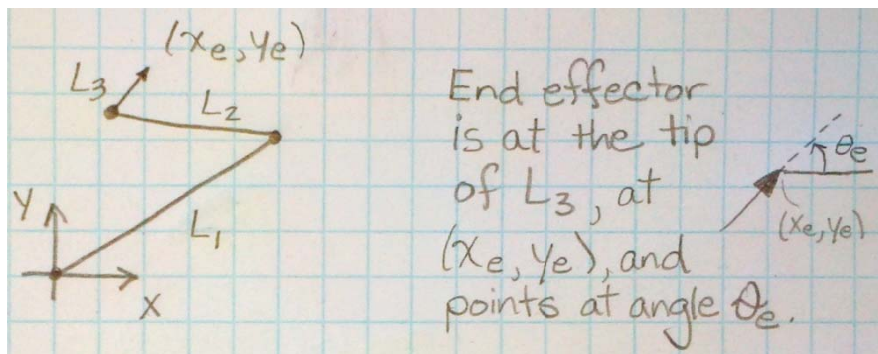 (xₑ, yₑ)
L₃
L₂
Y
L₁
X
End effector
is at the tip
of L₃, at
(xₑ, yₑ), and
points at angle θₑ.
θₑ
(xₑ, yₑ)